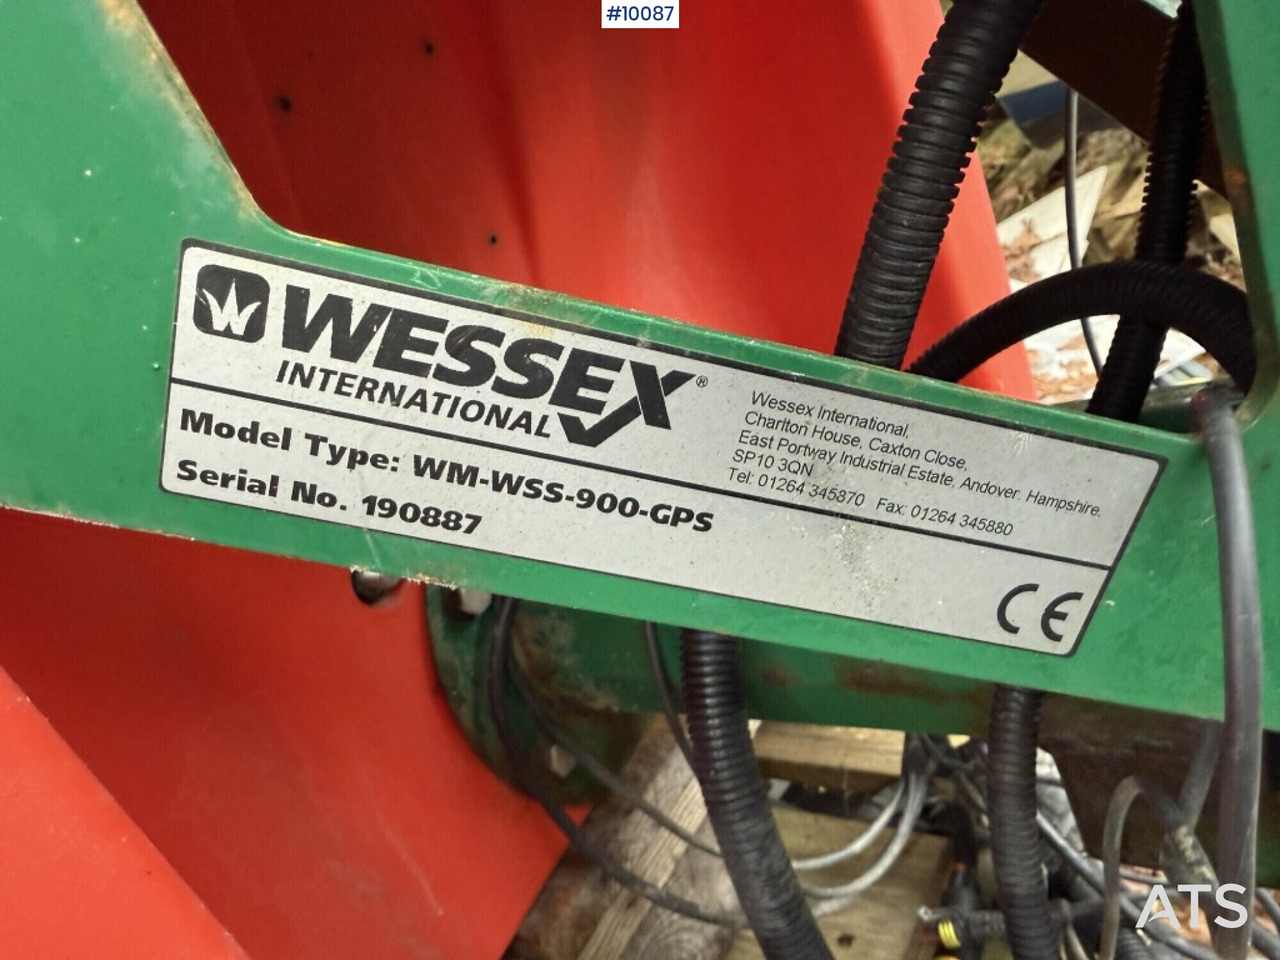 #10087
WESSEX®
INTERNATIONAL
Wessex International,
Charlton House, Caxton Close,
East Portway Industrial Estate, Andover. Hampshire.
SP10 3QN
Tel: 01264 345870 Fax: 01264 345880
Model Type: WM-WSS-900-GPS
Serial No. 190887
CE
ATS